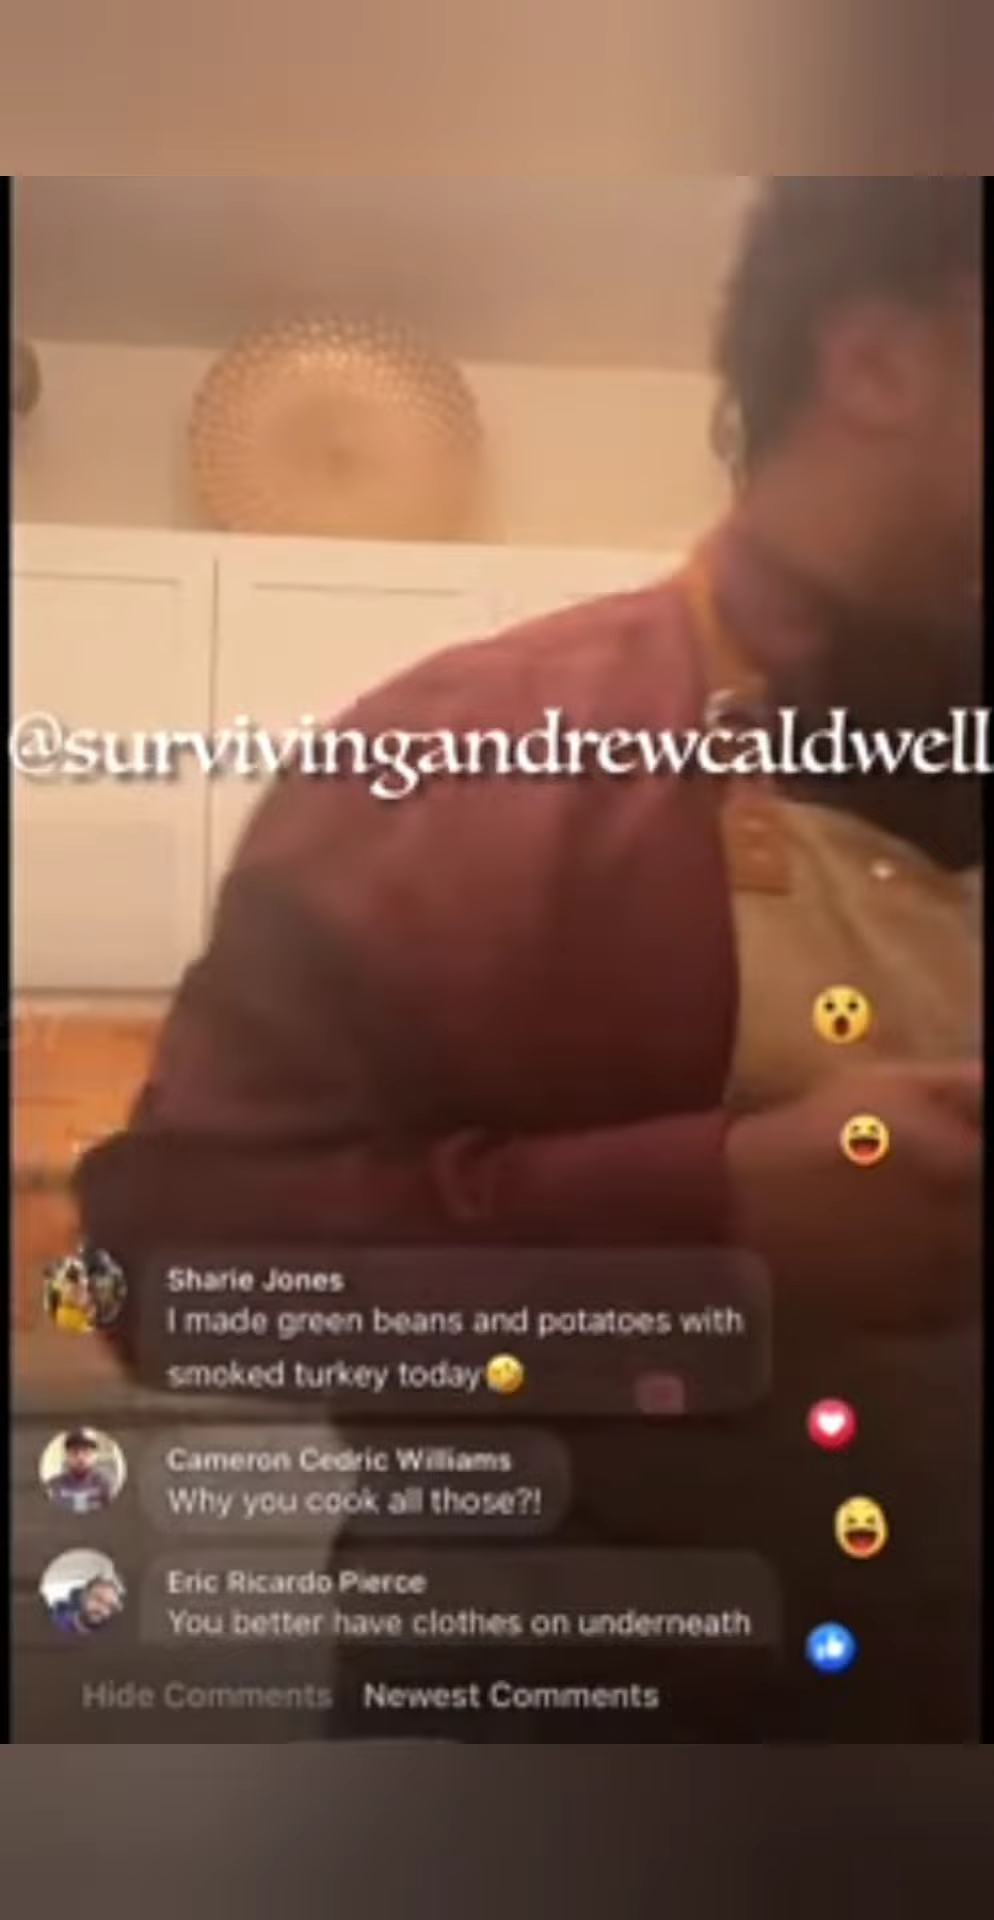 @survivingandrewcaldwell
Sharie Jones
I made green beans and potatoes with
smoked turkey today🤣
Cameron Cedric Williams
Why you cook all those?!
Eric Ricardo Pierce
You better have clothes on underneath
Hide Comments Newest Comments